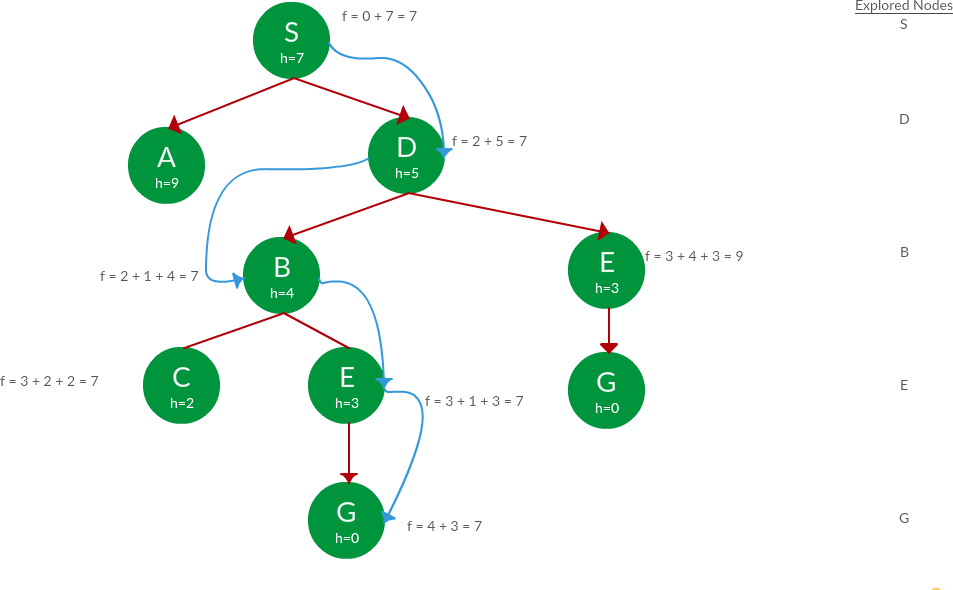 Explored Nodes
f = 0 + 7 = 7
S
S
h=7
D
f = 2 + 5 = 7
D
h=5
A
h=9
B
f = 3 + 4 + 3 = 9
E
h=3
B
h=4
f = 2 + 1 + 4 = 7
C
h=2
f = 3 + 2 + 2 = 7
E
h=3
f = 3 + 1 + 3 = 7
G
h=0
E
G
h=0
f = 4 + 3 = 7
G